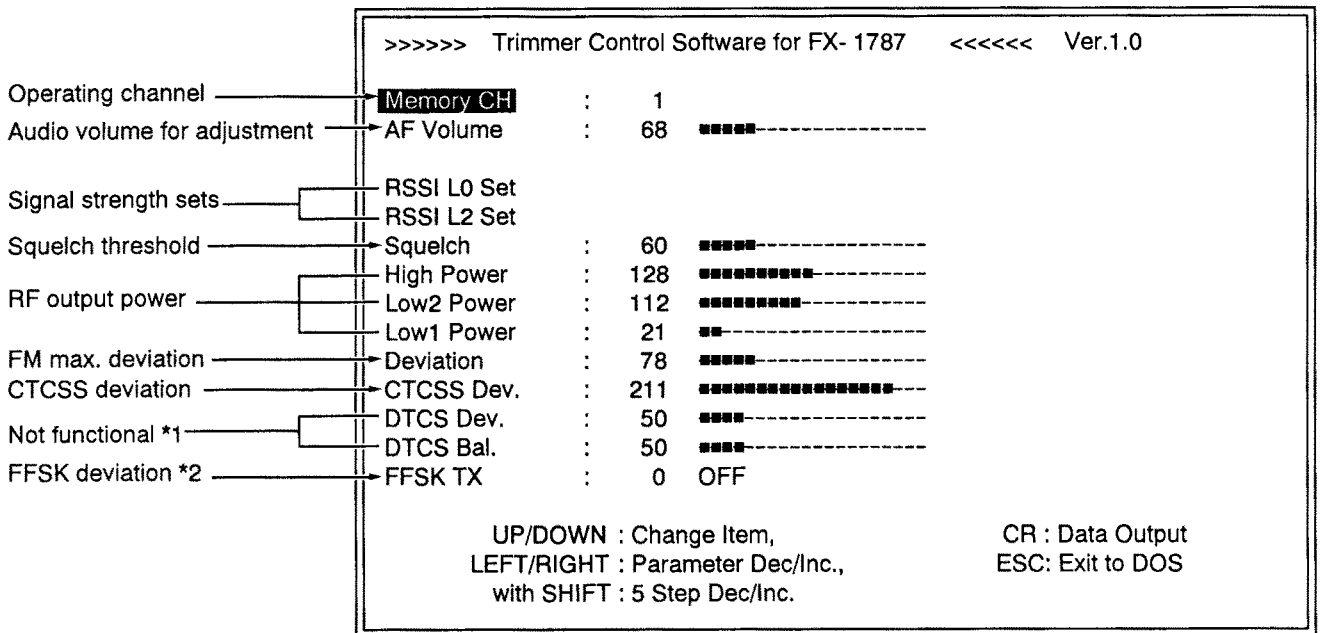 >>>>>> Trimmer Control Software for FX- 1787 <<<<<< Ver.1.0
Operating channel
Memory CH : 1
Audio volume for adjustment
AF Volume : 68
Signal strength sets
RSSI L0 Set
RSSI L2 Set
Squelch threshold
Squelch : 60
RF output power
High Power : 128
Low2 Power : 112
Low1 Power : 21
FM max. deviation
Deviation : 78
CTCSS deviation
CTCSS Dev. : 211
Not functional *1
DTCS Dev. : 50
DTCS Bal. : 50
FFSK deviation *2
FFSK TX : 0 OFF
UP/DOWN : Change Item,
LEFT/RIGHT : Parameter Dec/Inc.,
with SHIFT : 5 Step Dec/Inc.
CR : Data Output
ESC: Exit to DOS